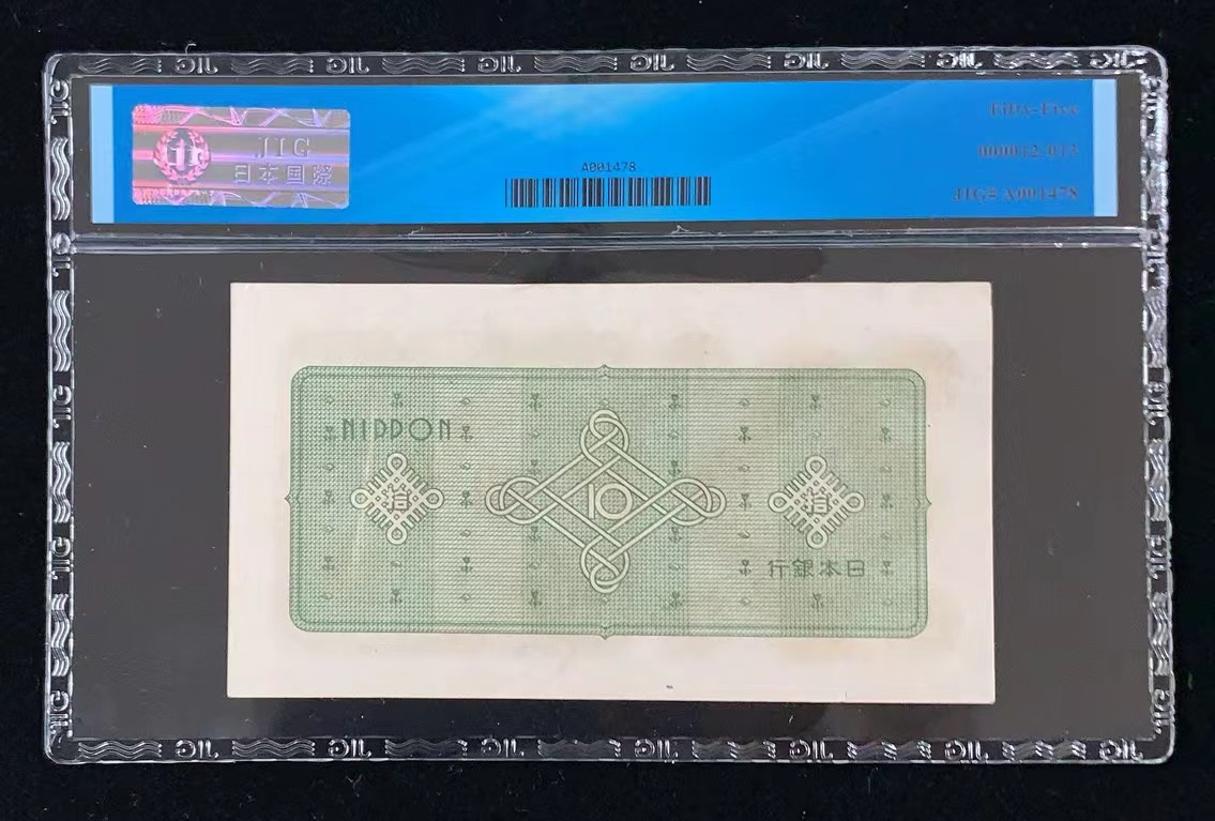 JIG
日本国際
A001478
Fifty-Five
JIG# A001478
NIPPON
拾
10
拾
日本銀行